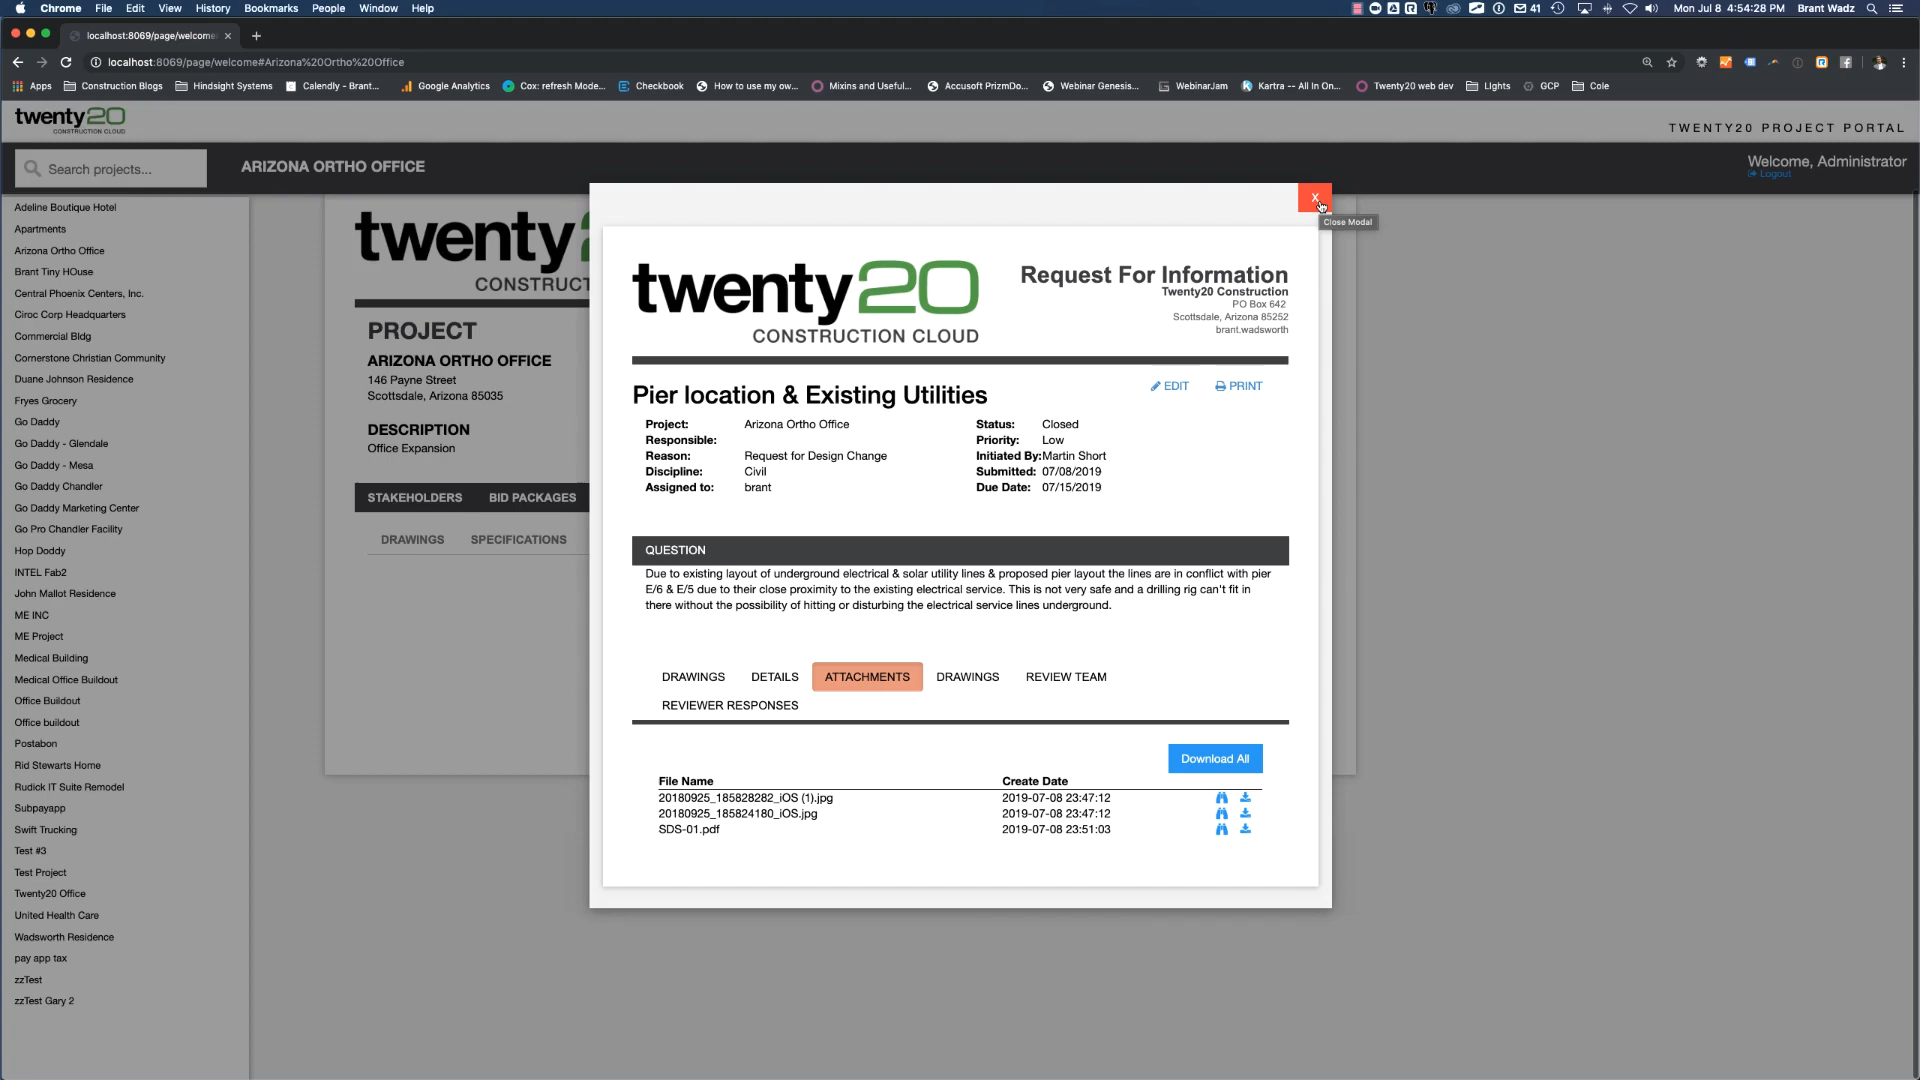 Chrome File Edit View History Bookmarks People Window Help
41 Mon Jul 8 4:54:28 PM Brant Wadz
localhost:8069/page/welcome
localhost:8069/page/welcome#Arizona%20Ortho%20Office
Apps Construction Blogs Hindsight Systems Calendly - Brant... Google Analytics Cox: refresh Mode... Checkbook How to use my ow... Mixins and Useful... Accusoft PrizmDo... Webinar Genesis... WebinarJam Kartra -- All In On... Twenty20 web dev Lights GCP Cole
twenty20
CONSTRUCTION CLOUD
TWENTY20 PROJECT PORTAL
Search projects...
ARIZONA ORTHO OFFICE
Welcome, Administrator
Logout
Adeline Boutique Hotel
Apartments
Arizona Ortho Office
Brant Tiny HOuse
Central Phoenix Centers, Inc.
Ciroc Corp Headquarters
Commercial Bldg
Cornerstone Christian Community
Duane Johnson Residence
Fryes Grocery
Go Daddy
Go Daddy - Glendale
Go Daddy - Mesa
Go Daddy Chandler
Go Daddy Marketing Center
Go Pro Chandler Facility
Hop Doddy
INTEL Fab2
John Mallot Residence
ME INC
ME Project
Medical Building
Medical Office Buildout
Office Buildout
Office buildout
Postabon
Rid Stewarts Home
Rudick IT Suite Remodel
Subpayapp
Swift Trucking
Test #3
Test Project
Twenty20 Office
United Health Care
Wadsworth Residence
pay app tax
zzTest
zzTest Gary 2
twenty
CONSTRUC
PROJECT
ARIZONA ORTHO OFFICE
146 Payne Street
Scottsdale, Arizona 85035
DESCRIPTION
Office Expansion
STAKEHOLDERS BID PACKAGES
DRAWINGS SPECIFICATIONS
X
Close Modal
twenty20
CONSTRUCTION CLOUD
Request For Information
Twenty20 Construction
PO Box 642
Scottsdale, Arizona 85252
brant.wadsworth
Pier location & Existing Utilities
EDIT PRINT
Project: Arizona Ortho Office Status: Closed
Responsible: Priority: Low
Reason: Request for Design Change Initiated By: Martin Short
Discipline: Civil Submitted: 07/08/2019
Assigned to: brant Due Date: 07/15/2019
QUESTION
Due to existing layout of underground electrical & solar utility lines & proposed pier layout the lines are in conflict with pier
E/6 & E/5 due to their close proximity to the existing electrical service. This is not very safe and a drilling rig can't fit in
there without the possibility of hitting or disturbing the electrical service lines underground.
DRAWINGS DETAILS ATTACHMENTS DRAWINGS REVIEW TEAM
REVIEWER RESPONSES
Download All
File Name Create Date
20180925_185828282_iOS (1).jpg 2019-07-08 23:47:12
20180925_185824180_iOS.jpg 2019-07-08 23:47:12
SDS-01.pdf 2019-07-08 23:51:03